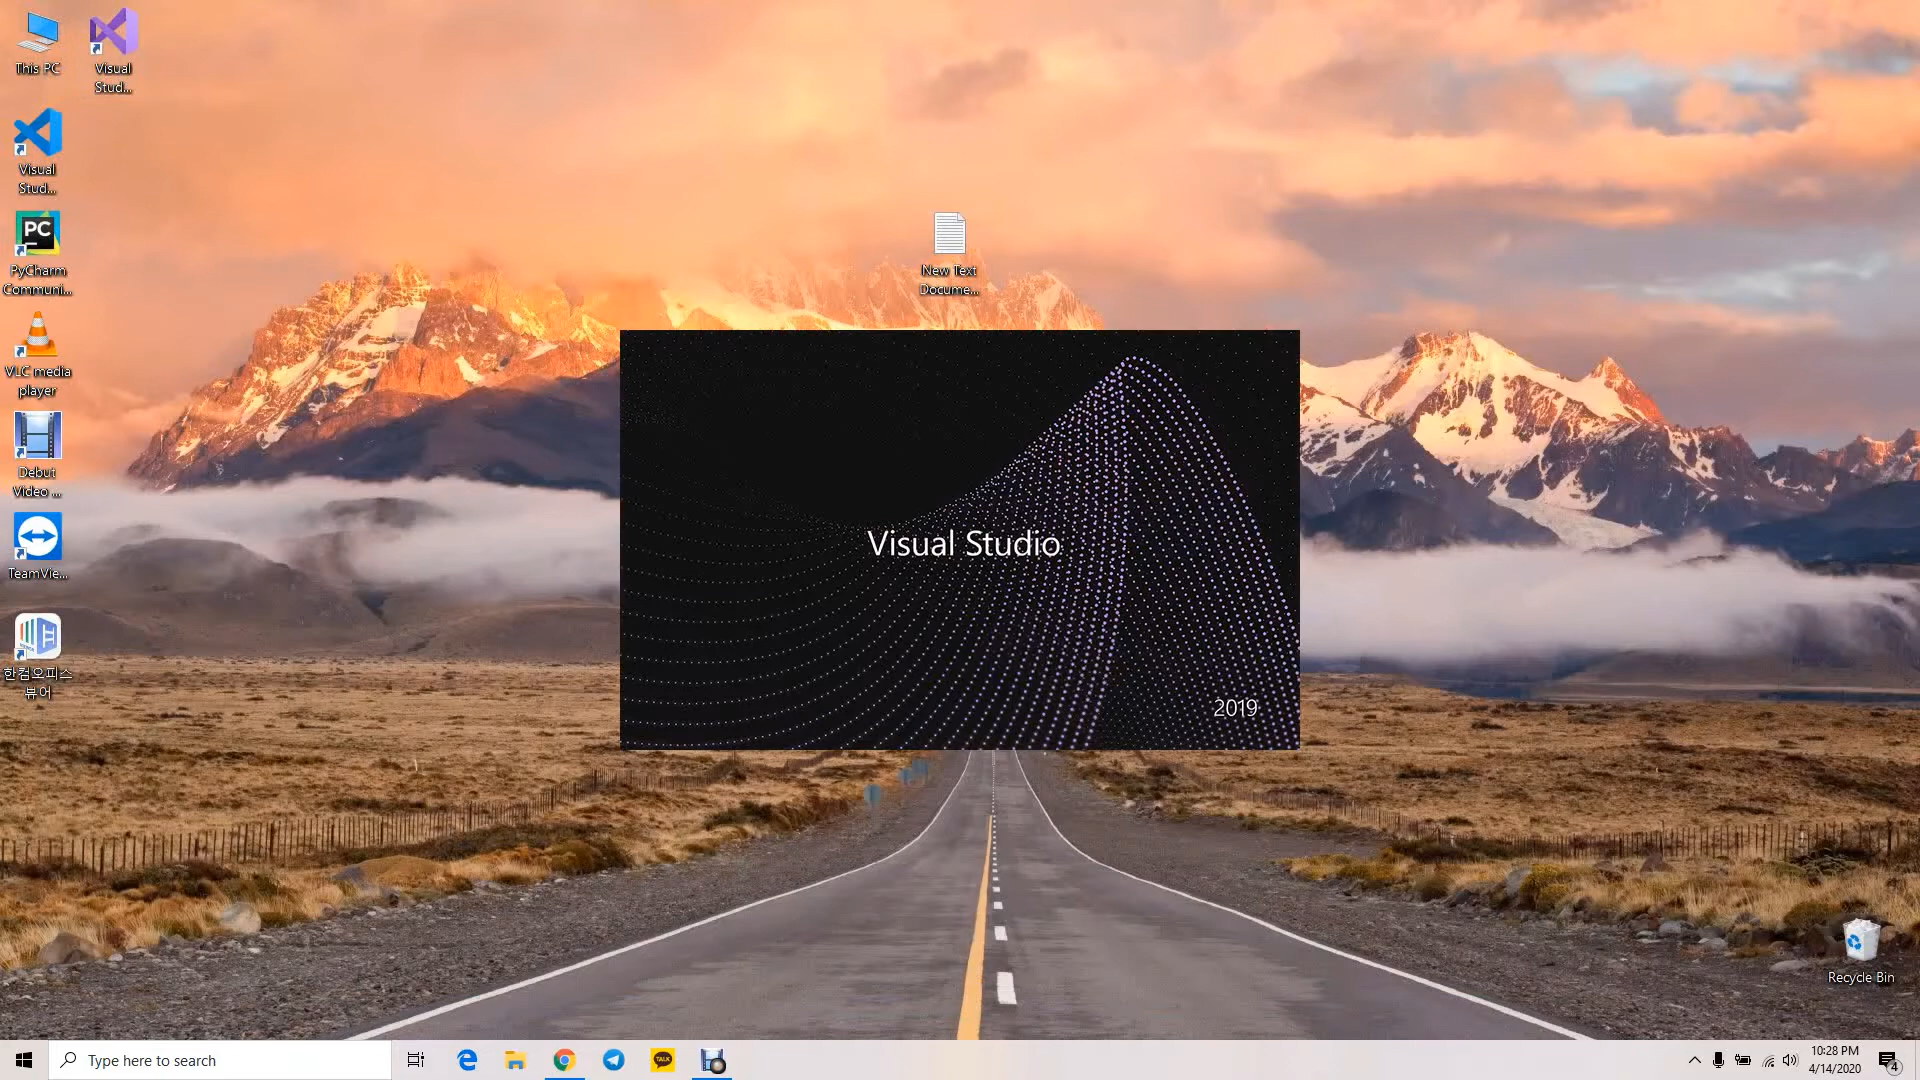 This PC
Visual
Stud...
Visual
Stud...
PC
PyCharm
Communi...
VLC media
player
Debut
Video ...
TeamVie...
한컴오피스
뷰어
New Text
Docume...
Visual Studio
2019
Recycle Bin
Type here to search
TALK
10:28 PM
4/14/2020
4